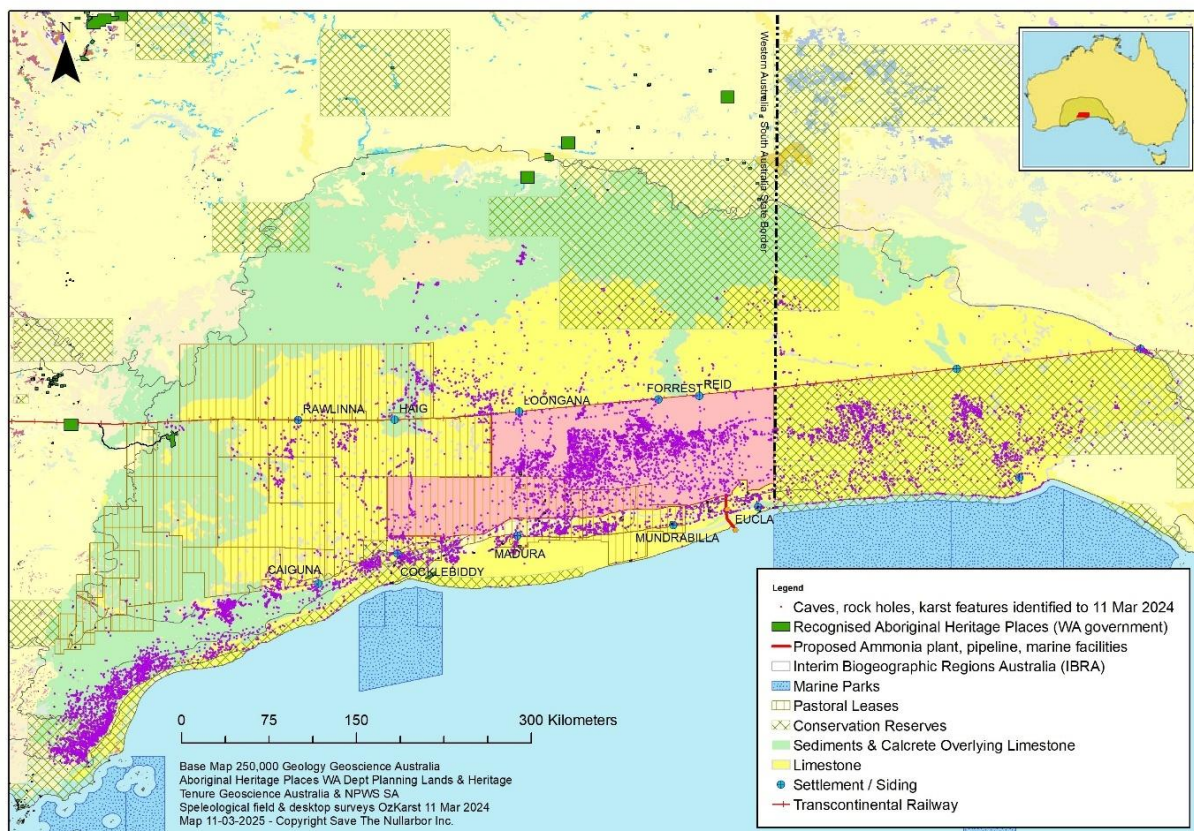 N
Western Australia South Australia State Border
RAWLINNA
HAIG
LOONGANA
FORREST
REID
EUCLA
MUNDRABILLA
MADURA
COCKLEBIDDY
CAIGUNA
0 75 150 300 Kilometers
Base Map 250,000 Geology Geoscience Australia
Aboriginal Heritage Places WA Dept Planning Lands & Heritage
Tenure Geoscience Australia & NPWS SA
Speleological field & desktop surveys OzKarst 11 Mar 2024
Map 11-03-2025 - Copyright Save The Nullarbor Inc.
Legend
Caves, rock holes, karst features identified to 11 Mar 2024
Recognised Aboriginal Heritage Places (WA government)
Proposed Ammonia plant, pipeline, marine facilities
Interim Biogeographic Regions Australia (IBRA)
Marine Parks
Pastoral Leases
Conservation Reserves
Sediments & Calcrete Overlying Limestone
Limestone
Settlement / Siding
Transcontinental Railway